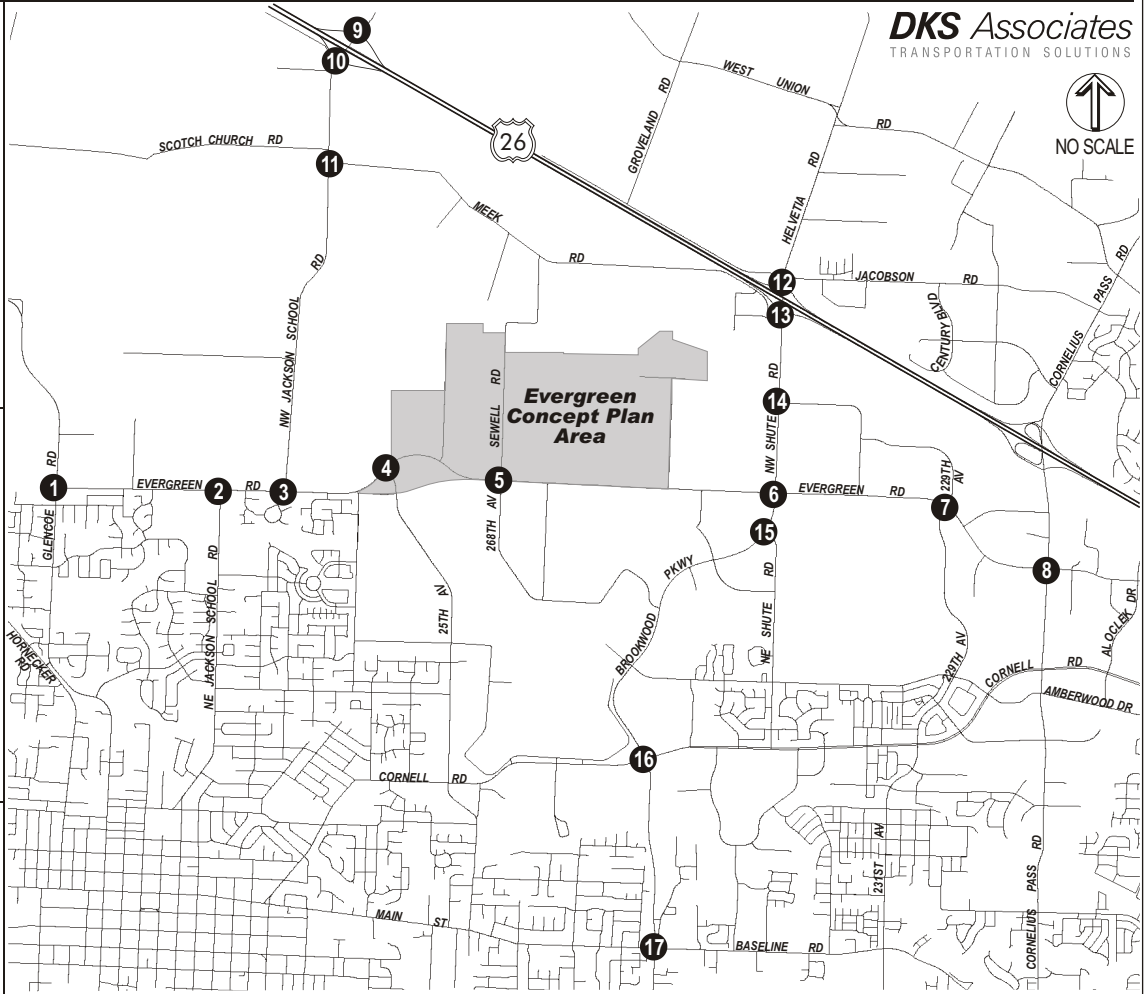 DKS Associates
TRANSPORTATION SOLUTIONS
NO SCALE
9
10
26
WEST UNION RD
GROVELAND RD
SCOTCH CHURCH RD
11
MEEK RD
HELVETIA RD
12
JACOBSON RD
13
CENTURY BLVD
CORNELIUS PASS RD
NW JACKSON SCHOOL RD
SEWELL RD
Evergreen
Concept Plan
Area
NW SHUTE RD
14
1
GLENCOE RD
EVERGREEN RD
2
3
4
5
268TH AV
6
EVERGREEN RD
229TH AV
7
15
8
25TH AV
BROOKWOOD PKWY
NE SHUTE RD
NE JACKSON SCHOOL RD
HORNECKER RD
229TH AV
CORNELL RD
AMBERWOOD DR
ALOCLEK DR
16
CORNELL RD
231ST AV
CORNELIUS PASS RD
MAIN ST
17
BASELINE RD